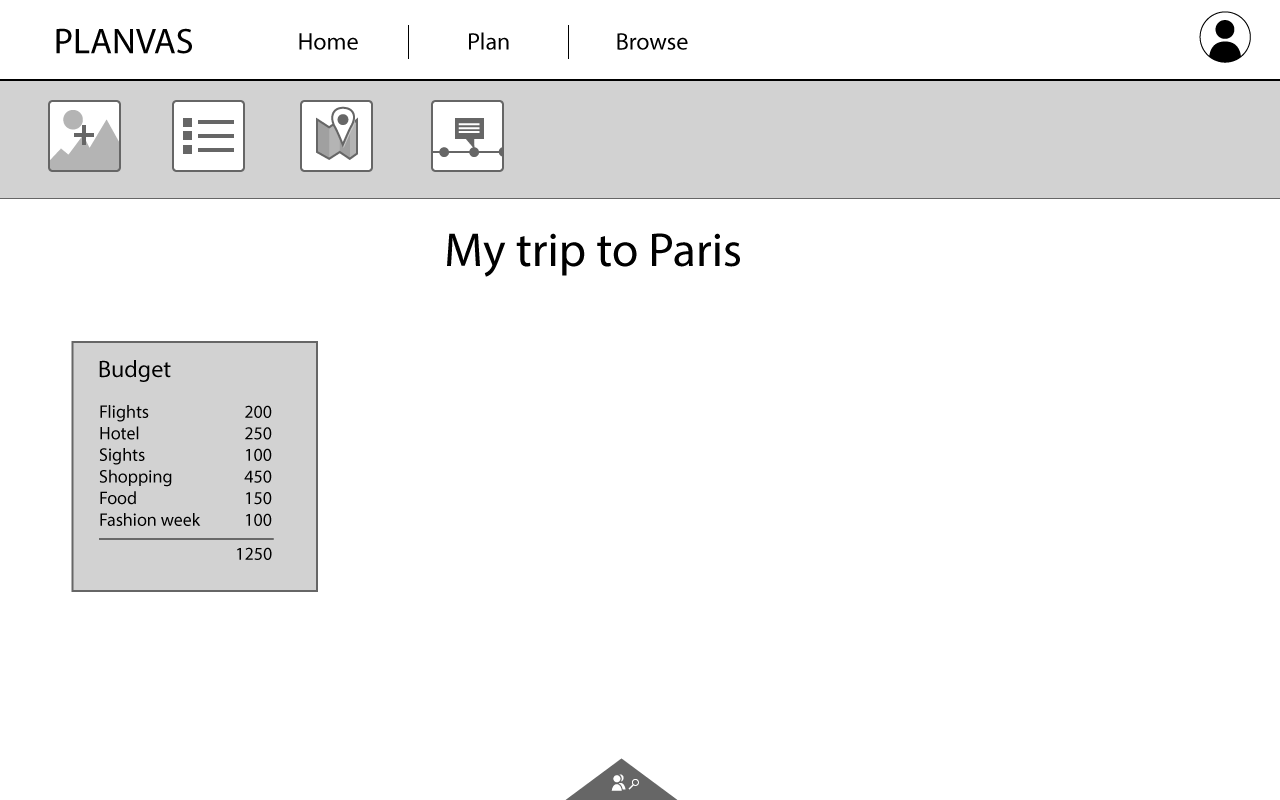 PLANVAS
Home Plan Browse
My trip to Paris
Budget
Flights 200
Hotel 250
Sights 100
Shopping 450
Food 150
Fashion week 100
1250